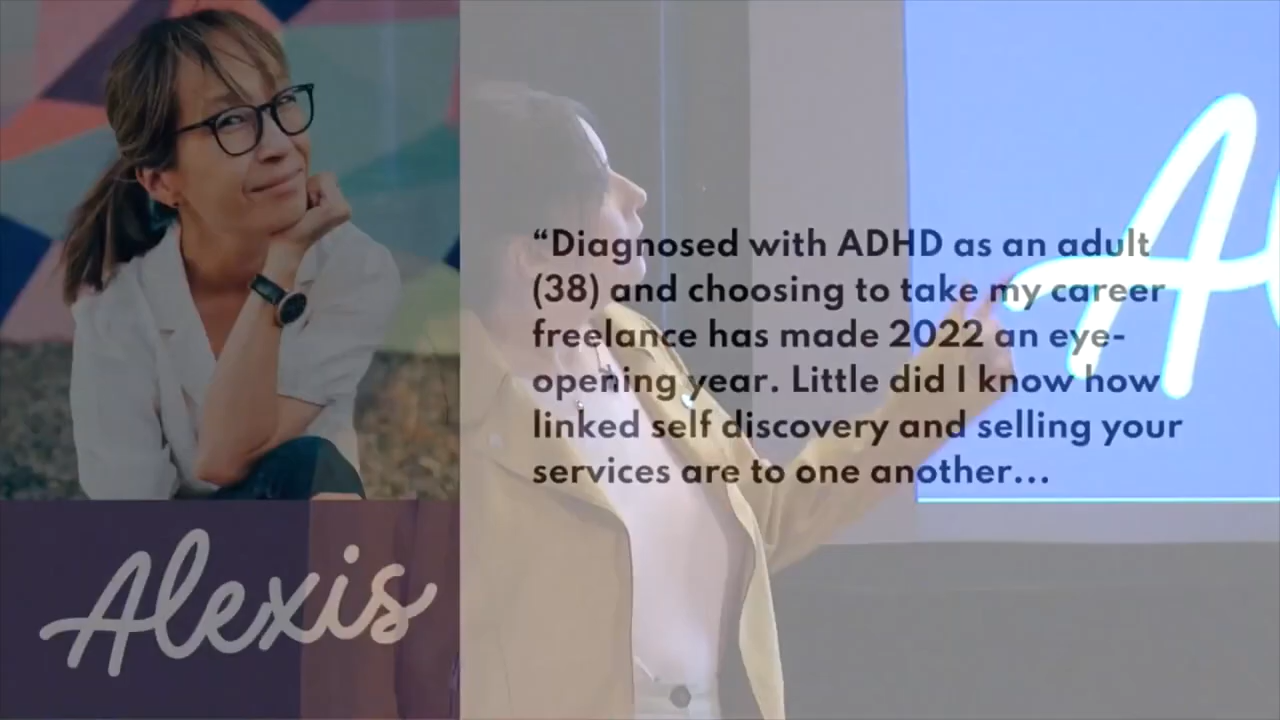 “Diagnosed with ADHD as an adult
(38) and choosing to take my career
freelance has made 2022 an eye-
opening year. Little did I know how
linked self discovery and selling your
services are to one another...
Alexis
A